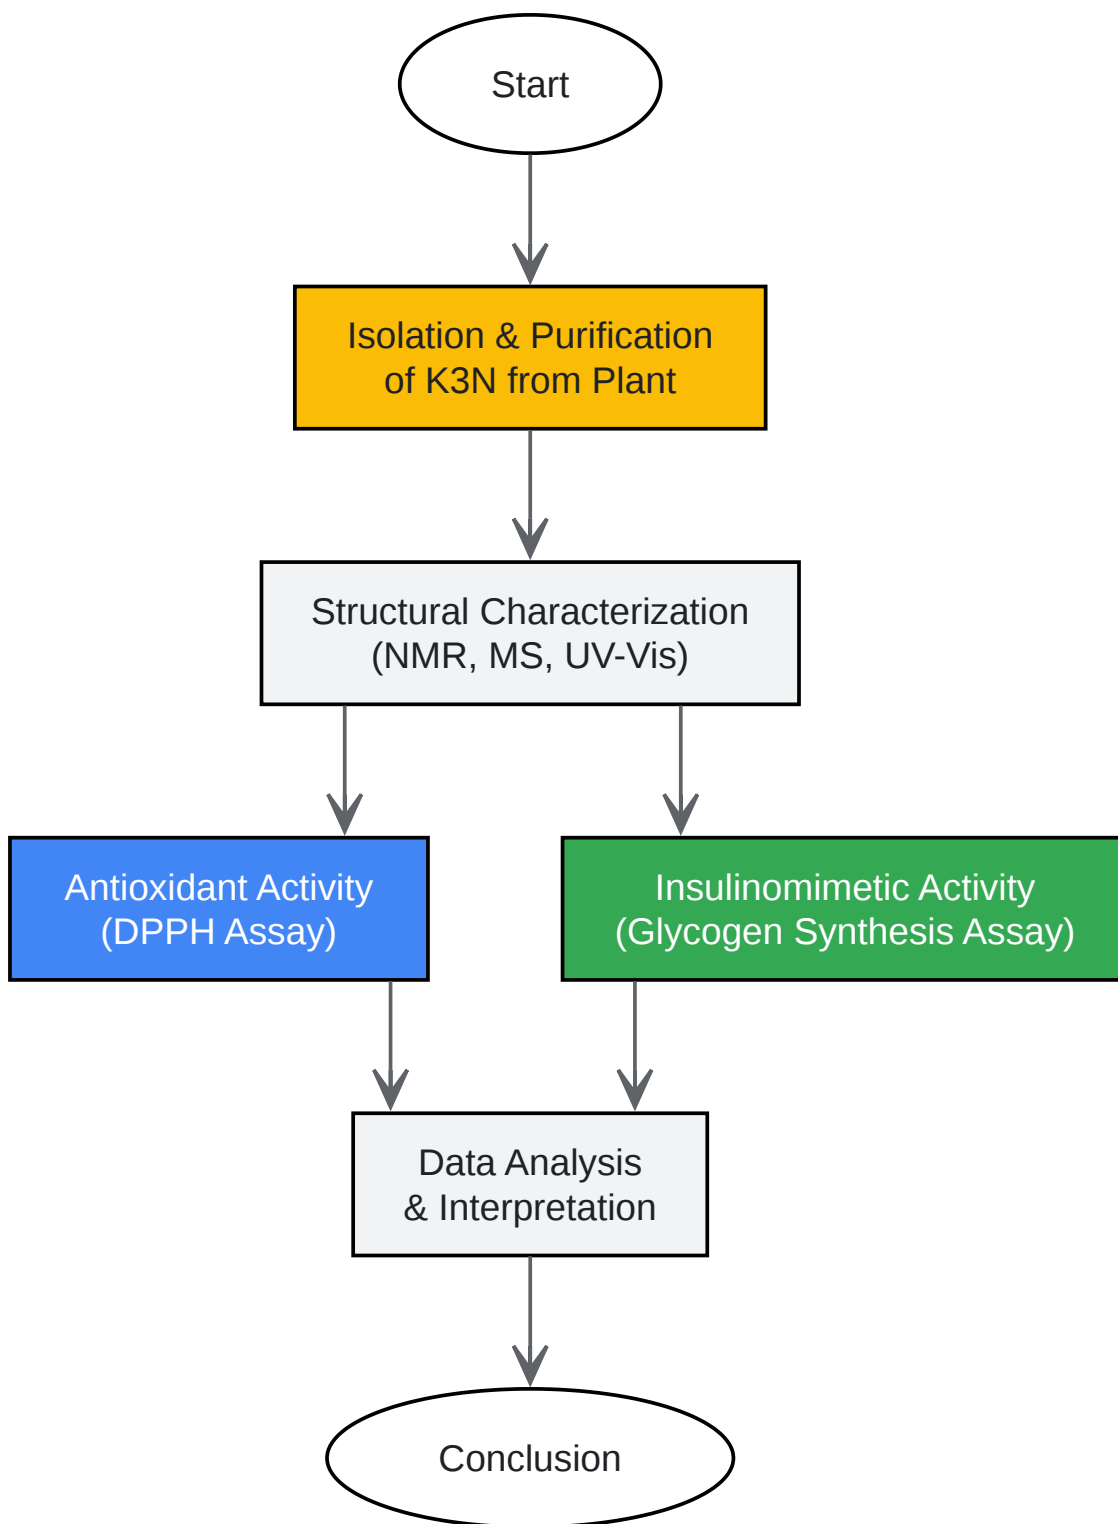 Start
Isolation & Purification
of K3N from Plant
Structural Characterization
(NMR, MS, UV-Vis)
Antioxidant Activity
(DPPH Assay)
Insulinomimetic Activity
(Glycogen Synthesis Assay)
Data Analysis
& Interpretation
Conclusion